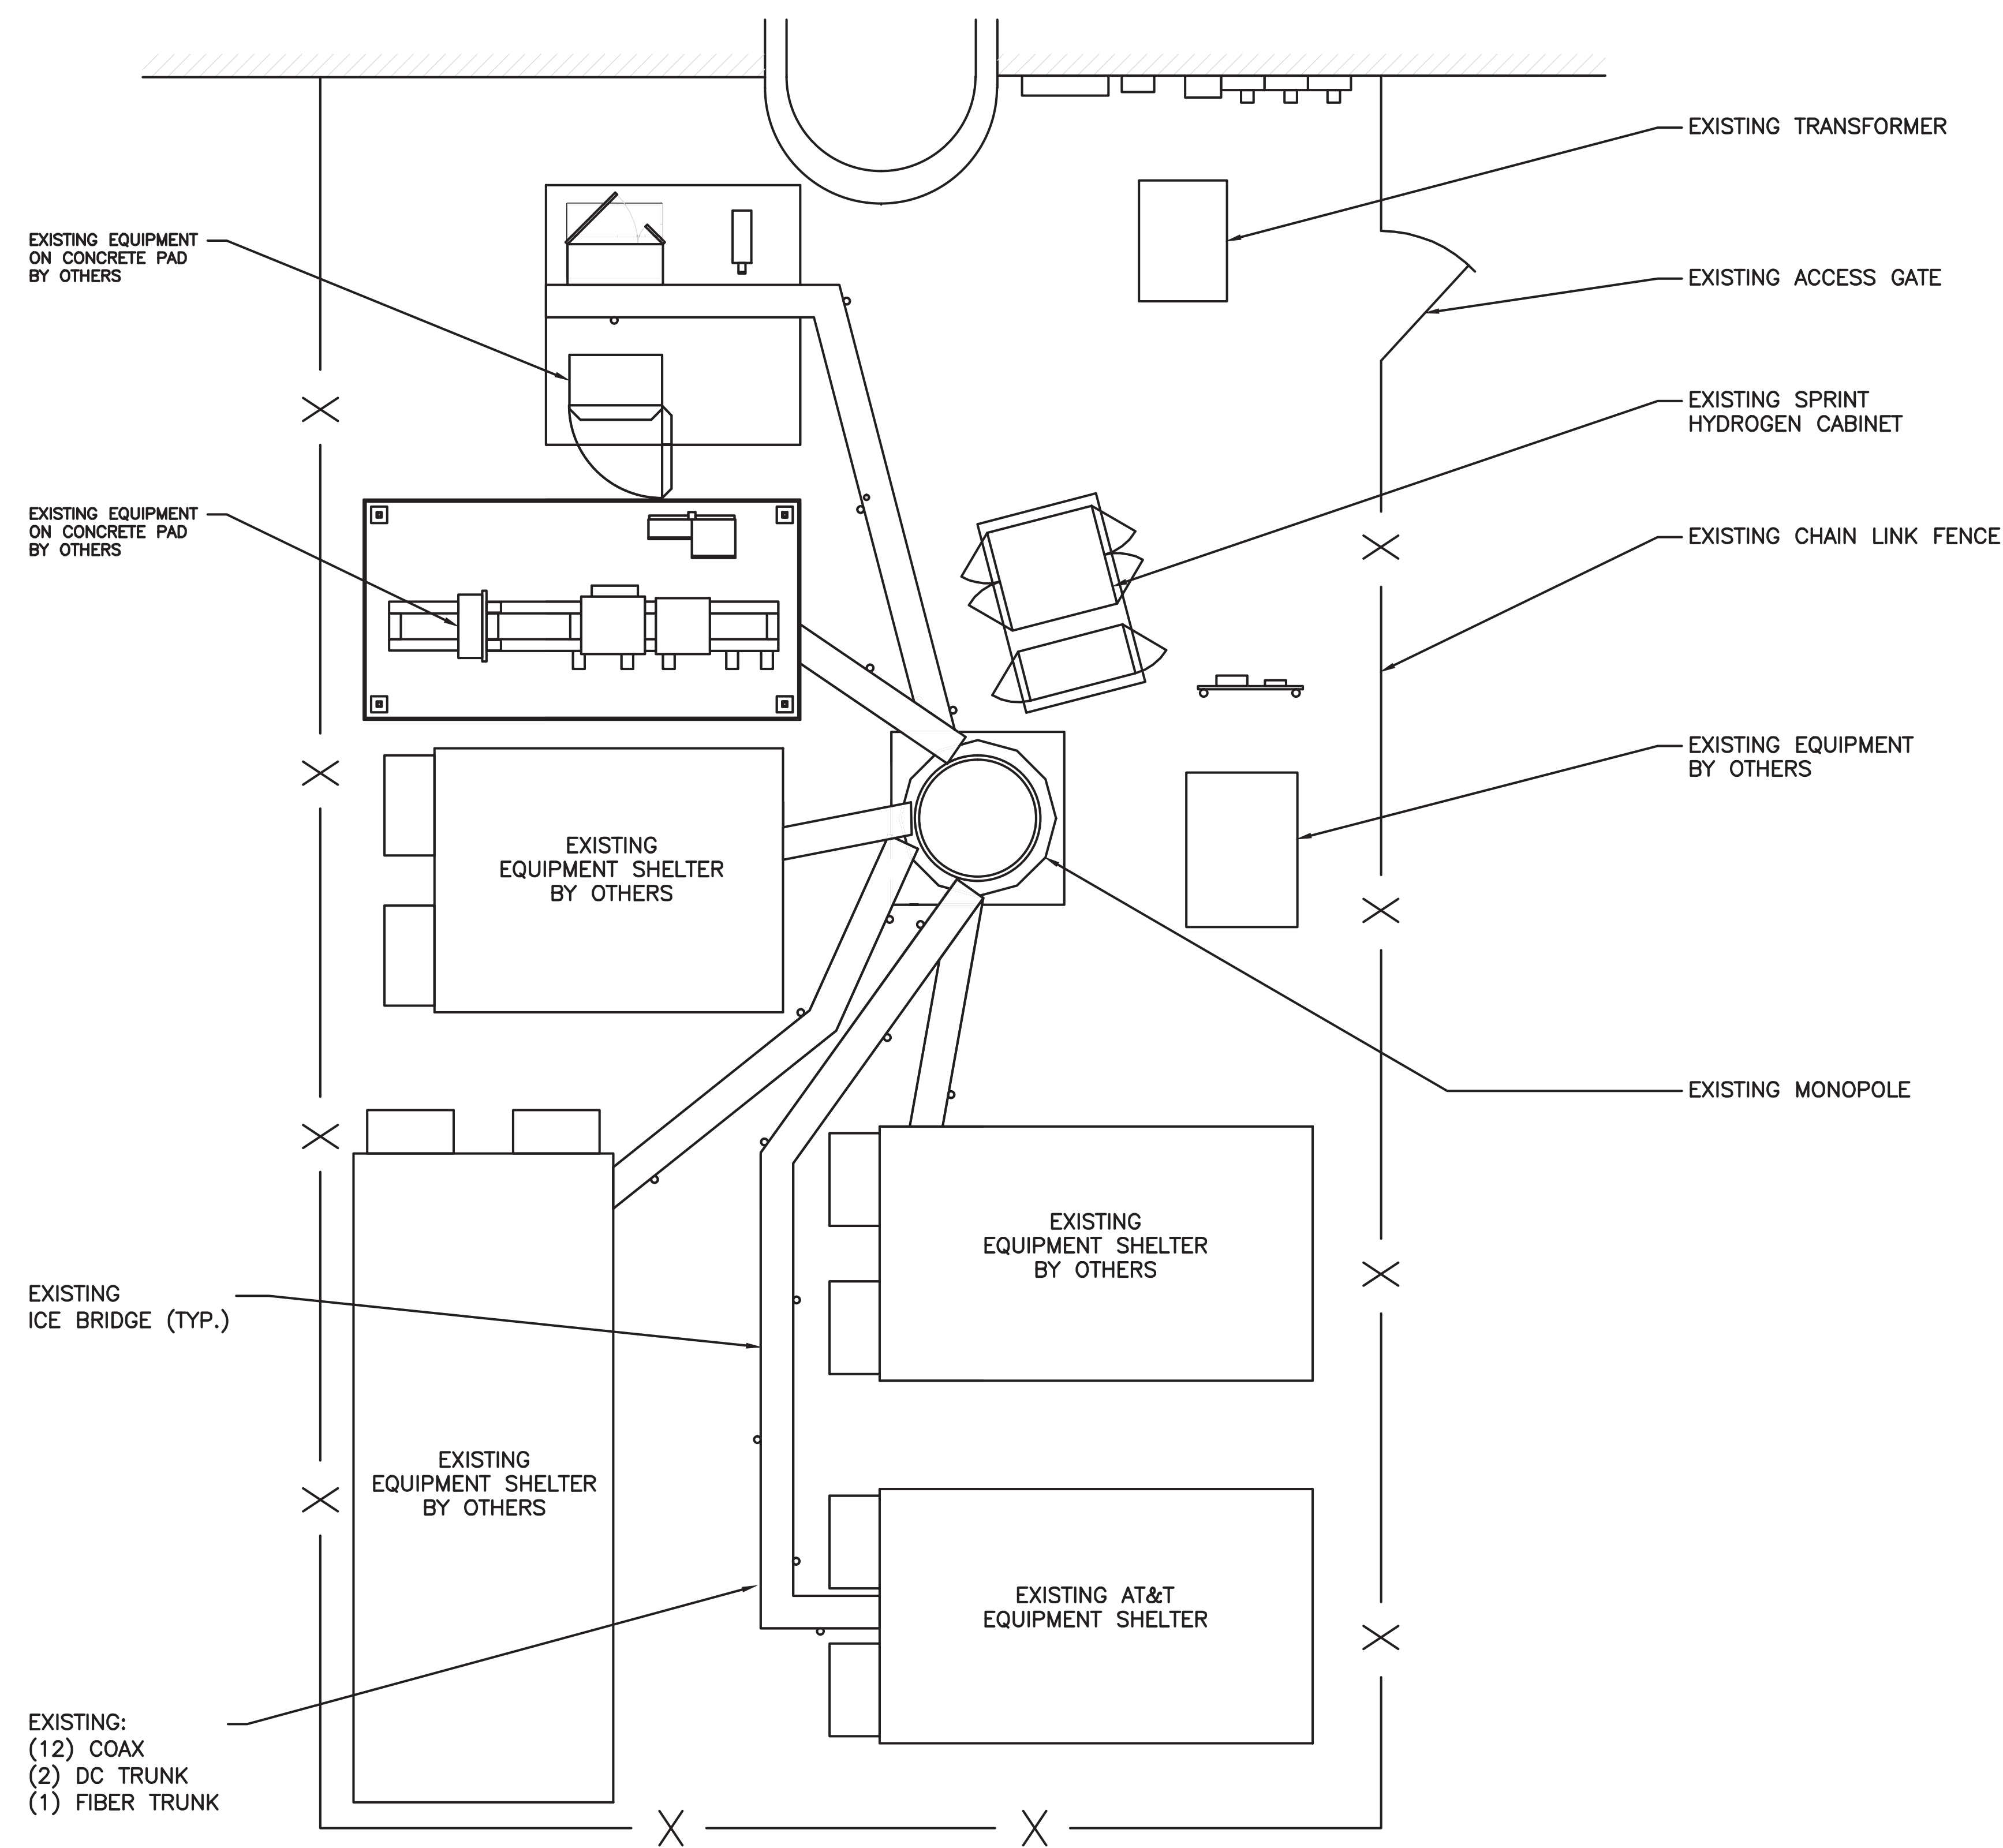 EXISTING TRANSFORMER
EXISTING EQUIPMENT
ON CONCRETE PAD
BY OTHERS
EXISTING ACCESS GATE
EXISTING SPRINT
HYDROGEN CABINET
EXISTING EQUIPMENT
ON CONCRETE PAD
BY OTHERS
EXISTING CHAIN LINK FENCE
EXISTING EQUIPMENT
BY OTHERS
EXISTING
EQUIPMENT SHELTER
BY OTHERS
EXISTING MONOPOLE
EXISTING
EQUIPMENT SHELTER
BY OTHERS
EXISTING
ICE BRIDGE (TYP.)
EXISTING
EQUIPMENT SHELTER
BY OTHERS
EXISTING AT&T
EQUIPMENT SHELTER
EXISTING:
(12) COAX
(2) DC TRUNK
(1) FIBER TRUNK